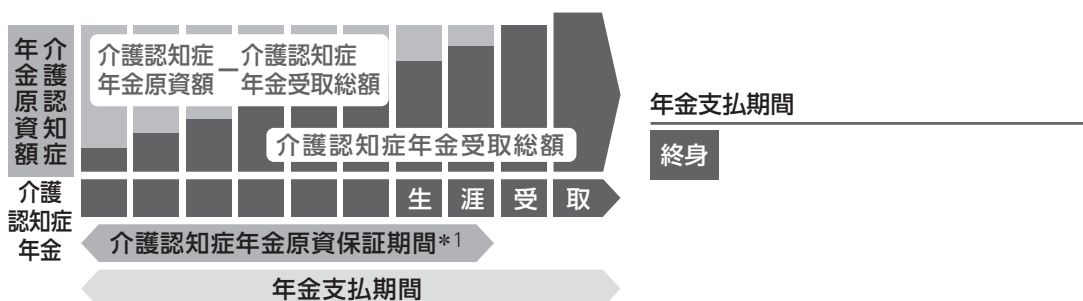 介護認知症
年金原資額
介護認知症
年金原資額
ー
介護認知症
年金受取総額
介護認知症年金受取総額
介護
認知症
年金
生涯受取
介護認知症年金原資保証期間*1
年金支払期間
年金支払期間
終身